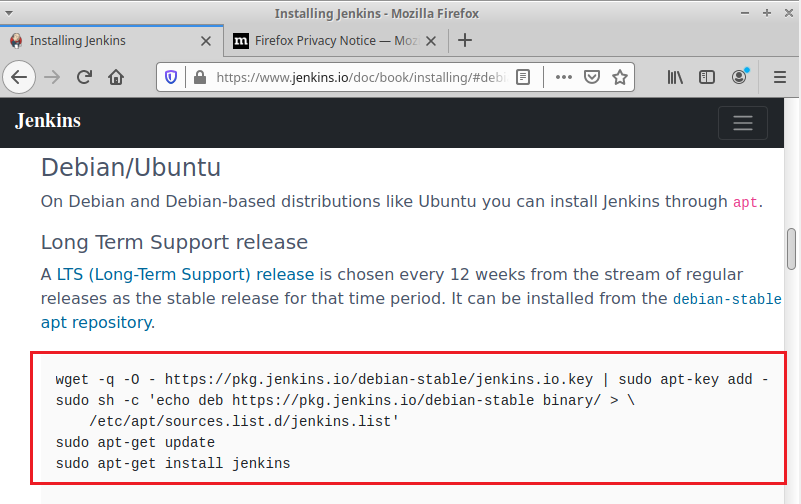 Installing Jenkins - Mozilla Firefox
Installing Jenkins
Firefox Privacy Notice — Moz
https://www.jenkins.io/doc/book/installing/#debi
Jenkins
Debian/Ubuntu
On Debian and Debian-based distributions like Ubuntu you can install Jenkins through apt.
Long Term Support release
A LTS (Long-Term Support) release is chosen every 12 weeks from the stream of regular
releases as the stable release for that time period. It can be installed from the debian-stable
apt repository.
wget -q -O - https://pkg.jenkins.io/debian-stable/jenkins.io.key | sudo apt-key add -
sudo sh -c 'echo deb https://pkg.jenkins.io/debian-stable binary/ > \
    /etc/apt/sources.list.d/jenkins.list'
sudo apt-get update
sudo apt-get install jenkins